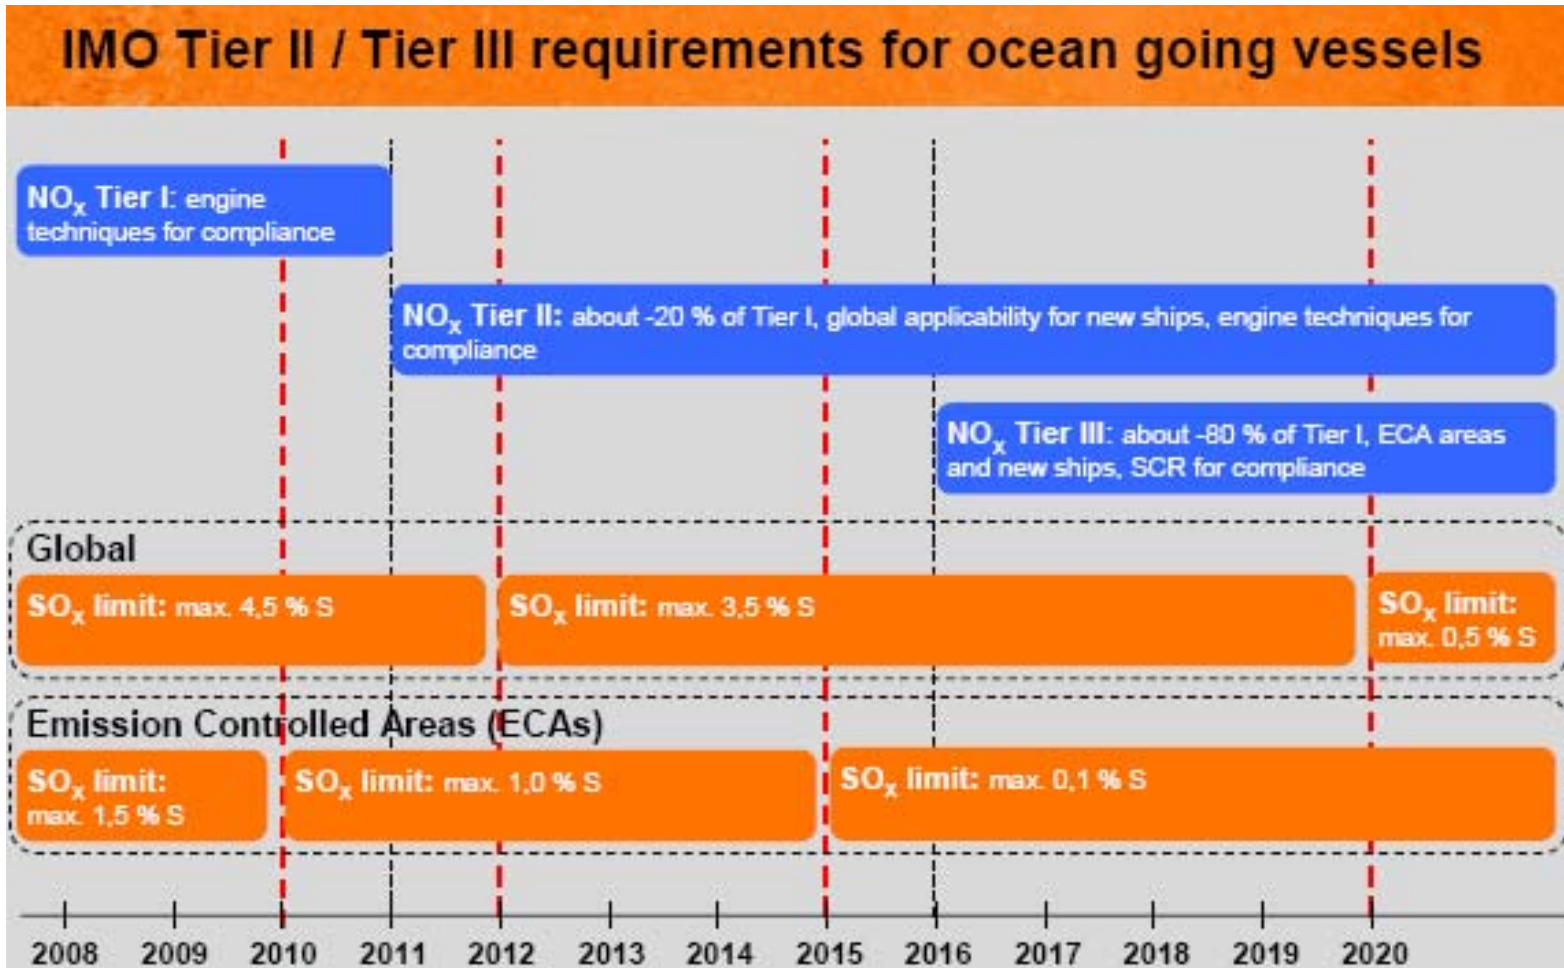 IMO Tier II / Tier III requirements for ocean going vessels
NOx Tier I: engine
techniques for compliance
NOx Tier II: about -20 % of Tier I, global applicability for new ships, engine techniques for
compliance
NOx Tier III: about -80 % of Tier I, ECA areas
and new ships, SCR for compliance
Global
SOx limit: max. 4,5 % S
SOx limit: max. 3,5 % S
SOx limit:
max. 0,5 % S
Emission Controlled Areas (ECAs)
SOx limit:
max. 1,5 % S
SOx limit: max. 1,0 % S
SOx limit: max. 0,1 % S
2008 2009 2010 2011 2012 2013 2014 2015 2016 2017 2018 2019 2020